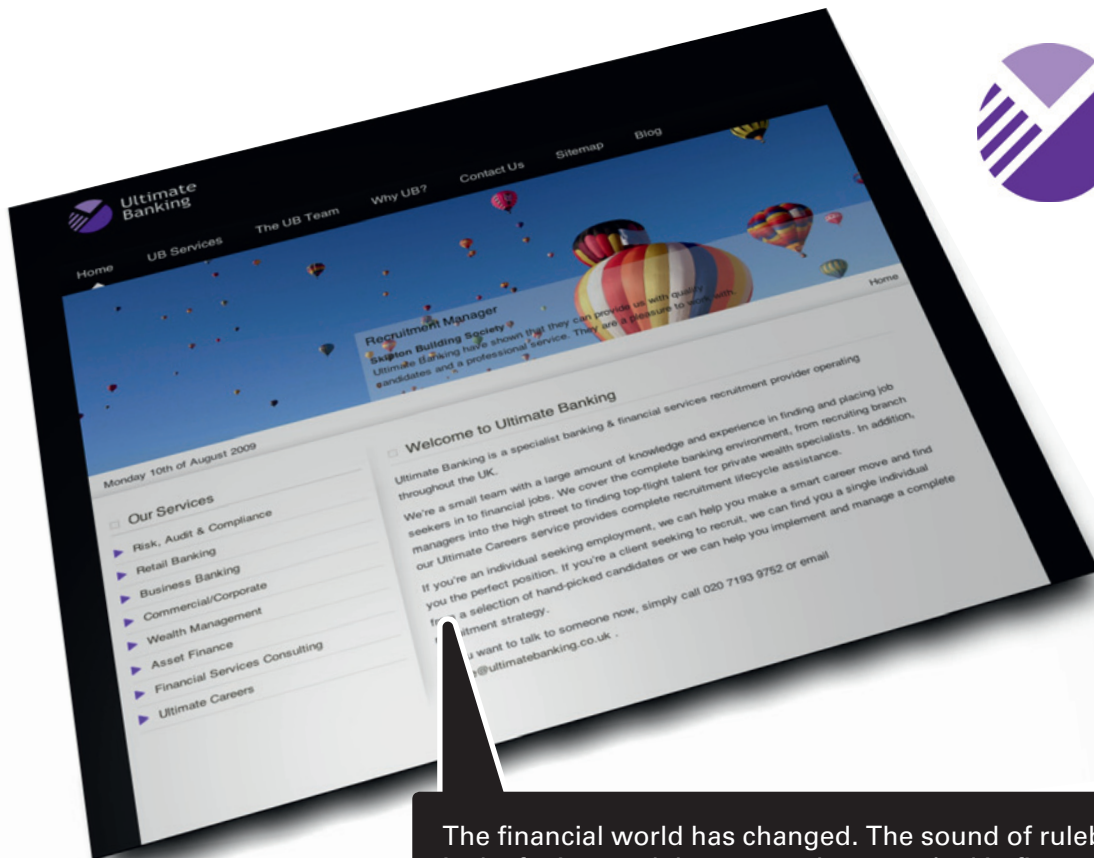 Ultimate
Banking
Home
UB Services
The UB Team
Why UB?
Contact Us
Sitemap
Blog
Recruitment Manager
Skipton Building Society
Ultimate Banking have shown that they can provide us with quality
candidates and a professional service. They are a pleasure to work with.
Home
Monday 10th of August 2009
Our Services
Risk, Audit & Compliance
Retail Banking
Business Banking
Commercial/Corporate
Wealth Management
Asset Finance
Financial Services Consulting
Ultimate Careers
Welcome to Ultimate Banking
Ultimate Banking is a specialist banking & financial services recruitment provider operating
throughout the UK.
We're a small team with a large amount of knowledge and experience in finding and placing job
seekers in to financial jobs. We cover the complete banking environment, from recruiting branch
managers into the high street to finding top-flight talent for private wealth specialists. In addition,
our Ultimate Careers service provides complete recruitment lifecycle assistance.
If you're an individual seeking employment, we can help you make a smart career move and find
you the perfect position. If you're a client seeking to recruit, we can find you a single individual
a selection of hand-picked candidates or we can help you implement and manage a complete
strategy.
want to talk to someone now, simply call 020 7193 9752 or email
@ultimatebanking.co.uk .
The financial world has changed. The sound of